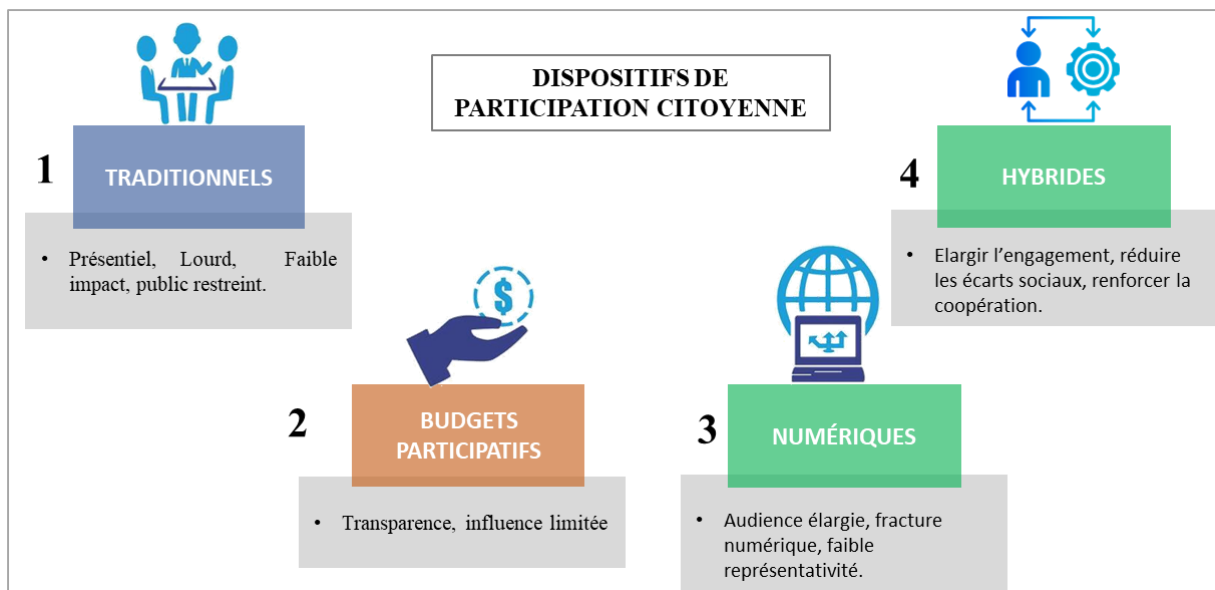 DISPOSITIFS DE
PARTICIPATION CITOYENNE
1
TRADITIONNELS
• Présentiel, Lourd, Faible
impact, public restreint.
2
$
BUDGETS
PARTICIPATIFS
• Transparence, influence limitée
3
NUMÉRIQUES
• Audience élargie, fracture
numérique, faible
représentativité.
4
HYBRIDES
• Elargir l’engagement, réduire
les écarts sociaux, renforcer la
coopération.